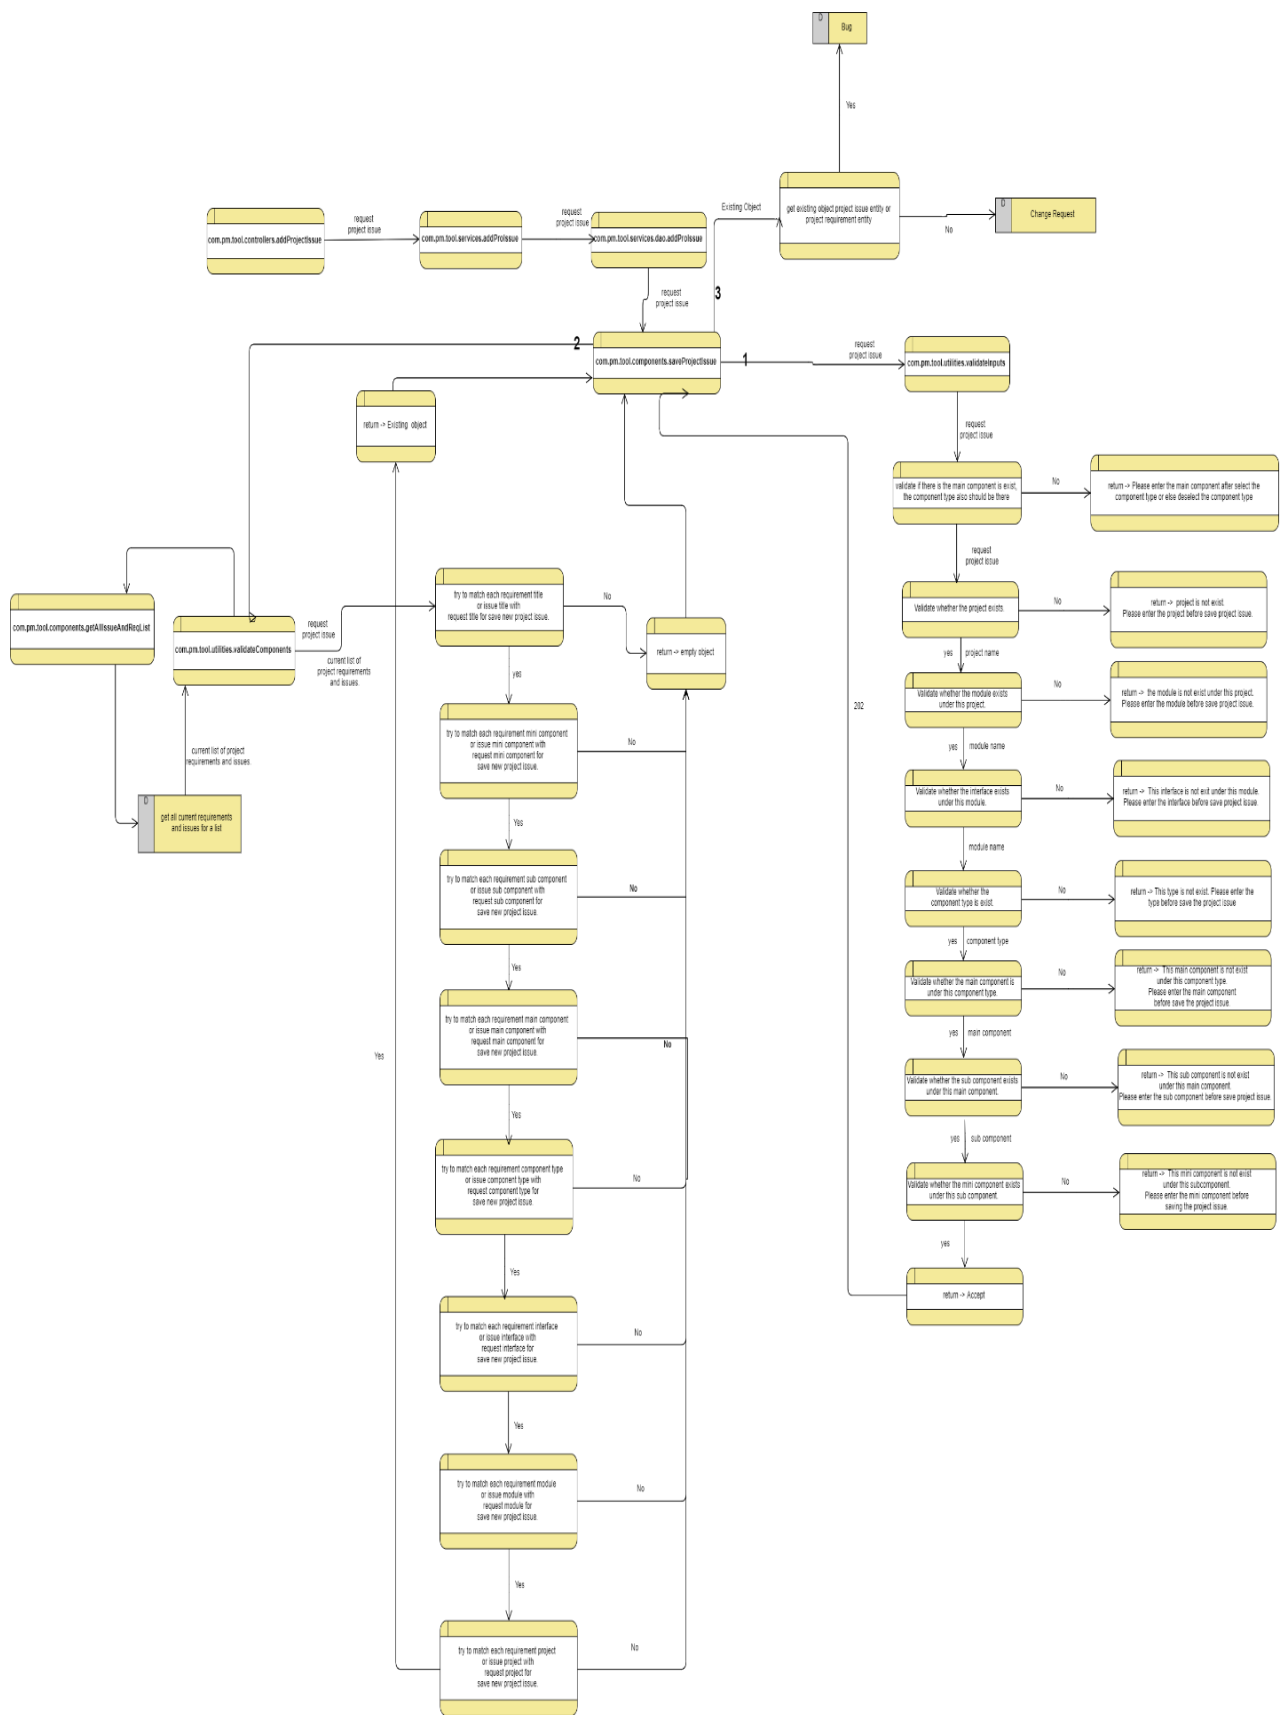 D
Bug
Yes
get existing object project issue entity or
project requirement entity
Existing Object
D
Change Request
No
com.pm.tool.controllers.addProjectIssue
request
project issue
com.pm.tool.services.addProIssue
request
project issue
com.pm.tool.services.dao.addProIssue
request
project issue
3
2
com.pm.tool.components.saveProjectIssue
1
request
project issue
com.pm.tool.utilities.validateInputs
return -> Existing object
request
project issue
validate if there is the main component is exist,
the component type also should be there
No
return -> Please enter the main component after select the
component type or else deselect the component type
request
project issue
com.pm.tool.components.getAllIssueAndReqList
com.pm.tool.utilities.validateComponents
request
project issue
current list of
project requirements
and issues.
try to match each requirement title
or issue title with
request title for save new project issue.
No
return -> empty object
Validate whether the project exists.
No
return -> project is not exist.
Please enter the project before save project issue.
yes
project name
yes
Validate whether the module exists
under this project.
No
return -> the module is not exist under this project.
Please enter the module before save project issue.
202
current list of project
requirements and issues.
D
get all current requirements
and issues for a list
try to match each requirement mini component
or issue mini component with
request mini component for
save new project issue.
No
yes
module name
Validate whether the interface exists
under this module.
No
return -> This interface is not exit under this module.
Please enter the interface before save project issue.
Yes
module name
try to match each requirement sub component
or issue sub component with
request sub component for
save new project issue.
No
Validate whether the
component type is exist.
No
return -> This type is not exist. Please enter the
type before save the project issue
yes
component type
Yes
Validate whether the main component is
under this component type.
No
return -> This main component is not exist
under this component type.
Please enter the main component
before save the project issue.
try to match each requirement main component
or issue main component with
request main component for
save new project issue.
No
yes
main component
Yes
Validate whether the sub component exists
under this main component.
No
return -> This sub component is not exist
under this main component
Please enter the sub component before save project issue.
Yes
yes
sub component
try to match each requirement component type
or issue component type with
request component type for
save new project issue.
No
Validate whether the mini component exists
under this sub component.
No
return -> This mini component is not exist
under this subcomponent.
Please enter the mini component before
saving the project issue.
yes
Yes
return -> Accept
try to match each requirement interface
or issue interface with
request interface for
save new project issue.
No
Yes
try to match each requirement module
or issue module with
request module for
save new project issue.
No
Yes
try to match each requirement project
or issue project with
request project for
save new project issue.
No